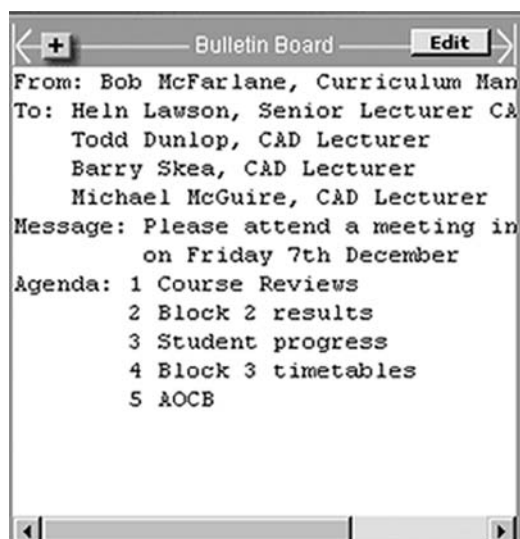 + Bulletin Board Edit
From: Bob McFarlane, Curriculum Man
To: Heln Lawson, Senior Lecturer CA
Todd Dunlop, CAD Lecturer
Barry Skea, CAD Lecturer
Michael McGuire, CAD Lecturer
Message: Please attend a meeting in
on Friday 7th December
Agenda: 1 Course Reviews
2 Block 2 results
3 Student progress
4 Block 3 timetables
5 AOCB